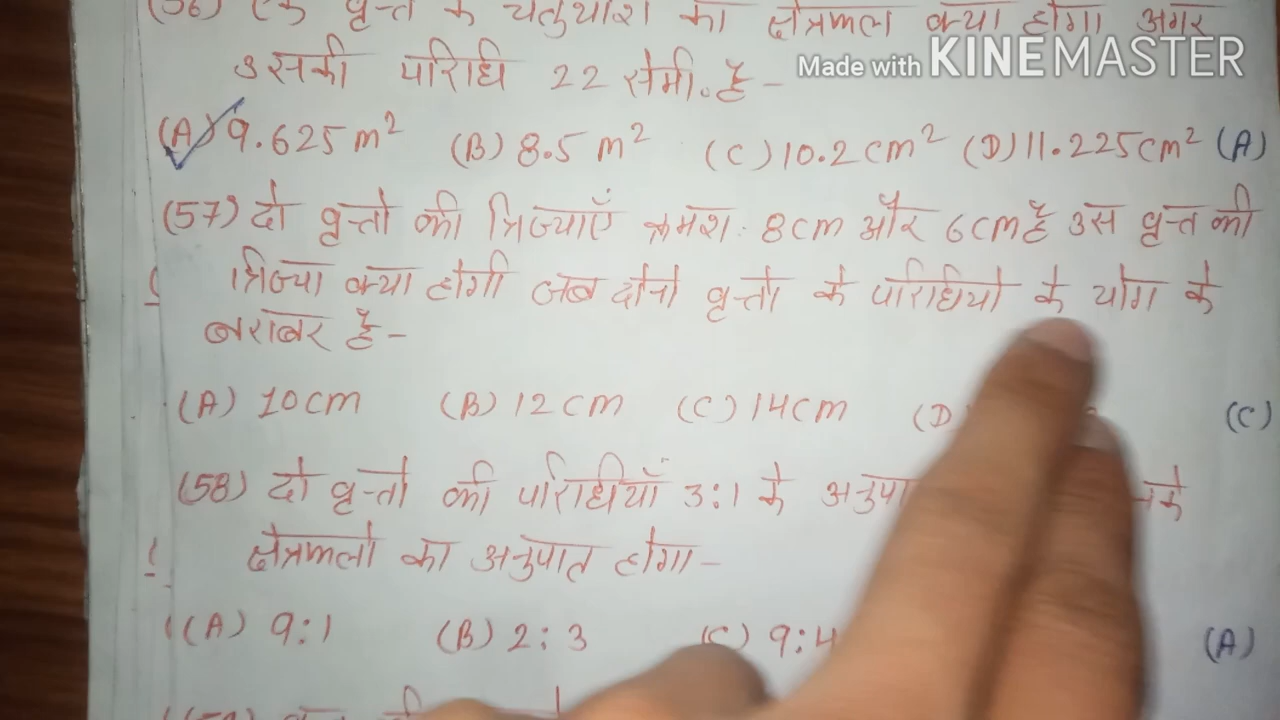 (56) एक वृत्त के चतुर्थांश का क्षेत्रफल क्या होगा अगर
उसकी परिधि 22 सेमी. है -
Made with KINEMASTER
(A) 9.625 m² (B) 8.5 m² (C) 10.2 cm² (D) 11.225 cm² (A)
(57) दो वृत्तो की त्रिज्याएँ क्रमश: 8cm और 6cm है उस वृत्त की
त्रिज्या क्या होगी जब दोनो वृत्तो के परिधियो के योग के
बराबर है -
(A) 10cm (B) 12cm (C) 14cm (D) (C)
(58) दो वृत्तो की परिधियाँ 3:1 के
क्षेत्रफलो का अनुपात होगा -
(A) 9:1 (B) 2:3 (C) 9:4 (A)